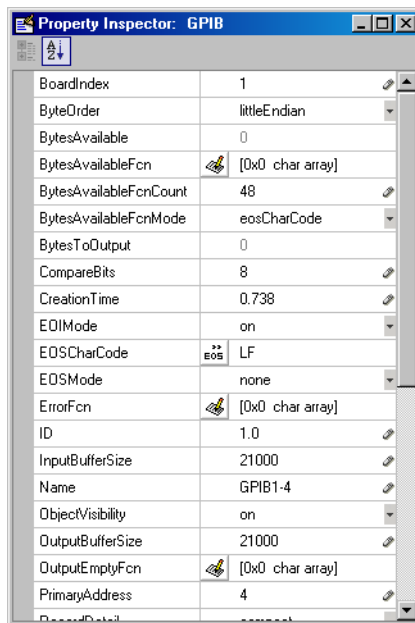 Property Inspector: GPIB
A
Z
BoardIndex 1
ByteOrder littleEndian
BytesAvailable 0
BytesAvailableFcn [0x0 char array]
BytesAvailableFcnCount 48
BytesAvailableFcnMode eosCharCode
BytesToOutput 0
CompareBits 8
CreationTime 0.738
EOIMode on
EOSCharCode >> EOS LF
EOSMode none
ErrorFcn [0x0 char array]
ID 1.0
InputBufferSize 21000
Name GPIB1-4
ObjectVisibility on
OutputBufferSize 21000
OutputEmptyFcn [0x0 char array]
PrimaryAddress 4
RecordDetail compact